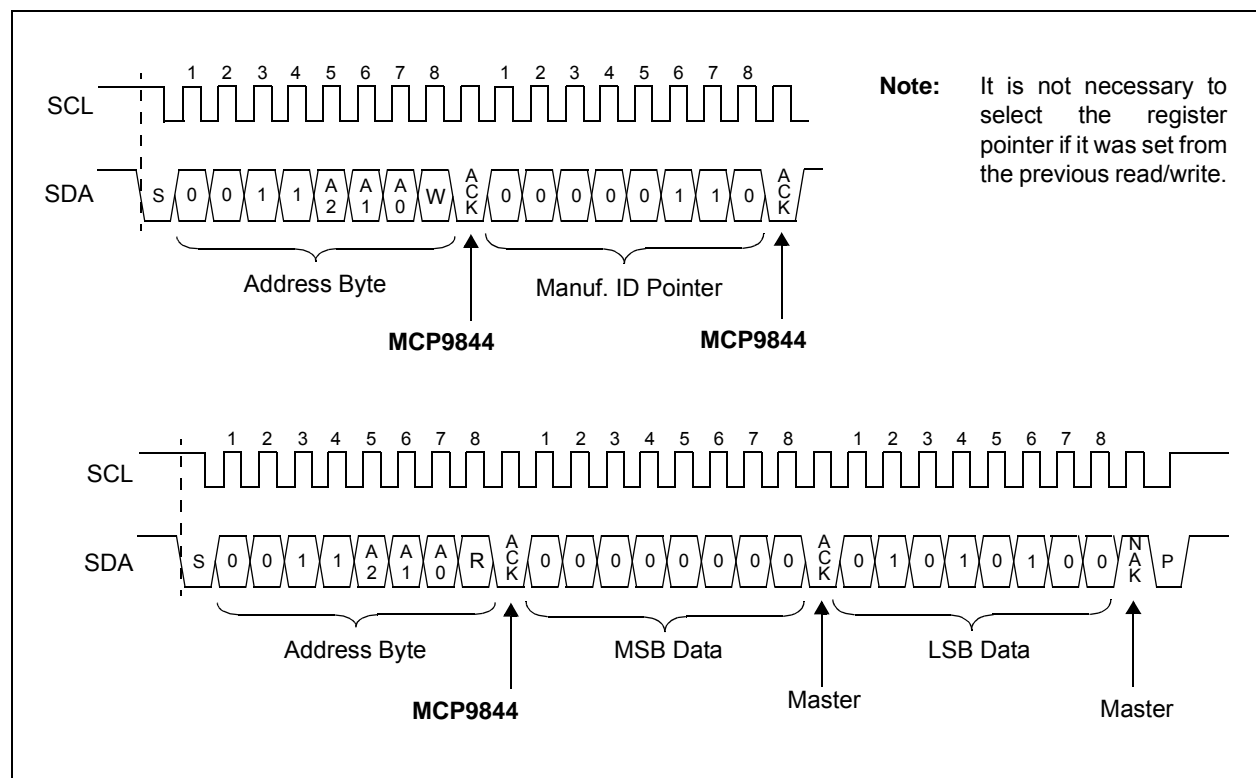 1 2 3 4 5 6 7 8 1 2 3 4 5 6 7 8
SCL
SDA
S 0 0 1 1 A2 A1 A0 W ACK 0 0 0 0 0 1 1 0 ACK
Address Byte
Manuf. ID Pointer
MCP9844
MCP9844
Note: It is not necessary to
select the register
pointer if it was set from
the previous read/write.
1 2 3 4 5 6 7 8 1 2 3 4 5 6 7 8 1 2 3 4 5 6 7 8
SCL
SDA
S 0 0 1 1 A2 A1 A0 R ACK 0 0 0 0 0 0 0 0 ACK 0 1 0 1 0 1 0 0 NAK P
Address Byte
MSB Data
LSB Data
MCP9844
Master
Master